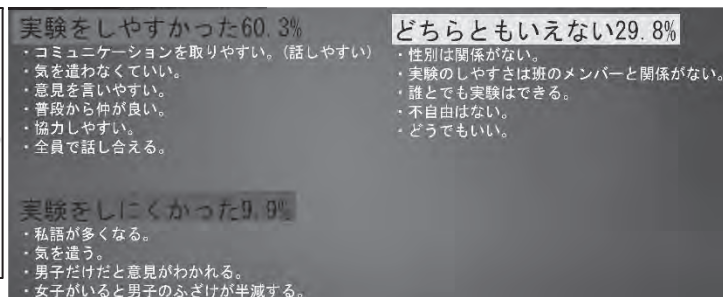 実験をしやすかった60.3%
・コミュニケーションを取りやすい。(話しやすい)
・気を遣わなくていい。
・意見を言いやすい。
・普段から仲が良い。
・協力しやすい。
・全員で話し合える。
どちらともいえない29.8%
・性別は関係がない。
・実験のしやすさは班のメンバーと関係がない。
・誰とでも実験はできる。
・不自由はない。
・どうでもいい。
実験をしにくかった9.9%
・私語が多くなる。
・気を遣う。
・男子だけだと意見がわかれる。
・女子がいると男子のふざけが半減する。